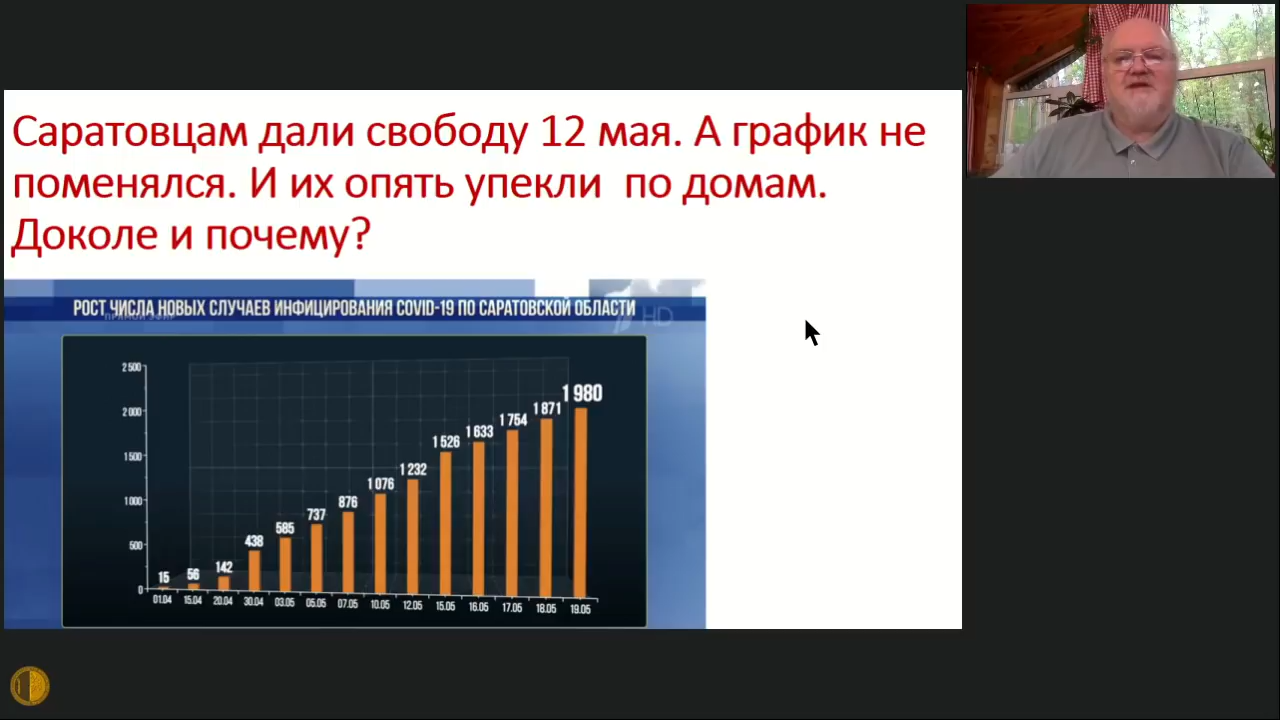 Саратовцам дали свободу 12 мая. А график не
поменялся. И их опять упекли по домам.
Доколе и почему?
РОСТ ЧИСЛА НОВЫХ СЛУЧАЕВ ИНФИЦИРОВАНИЯ COVID-19 ПО САРАТОВСКОЙ ОБЛАСТИ
ПРЯМОЙ ЭФИР
HD
2 500
2 000
1 500
1 000
500
0
15 56 142 438 585 737 876 1 076 1 232 1 526 1 633 1 754 1 871 1 980
01.04 15.04 20.04 30.04 03.05 05.05 07.05 10.05 12.05 15.05 16.05 17.05 18.05 19.05